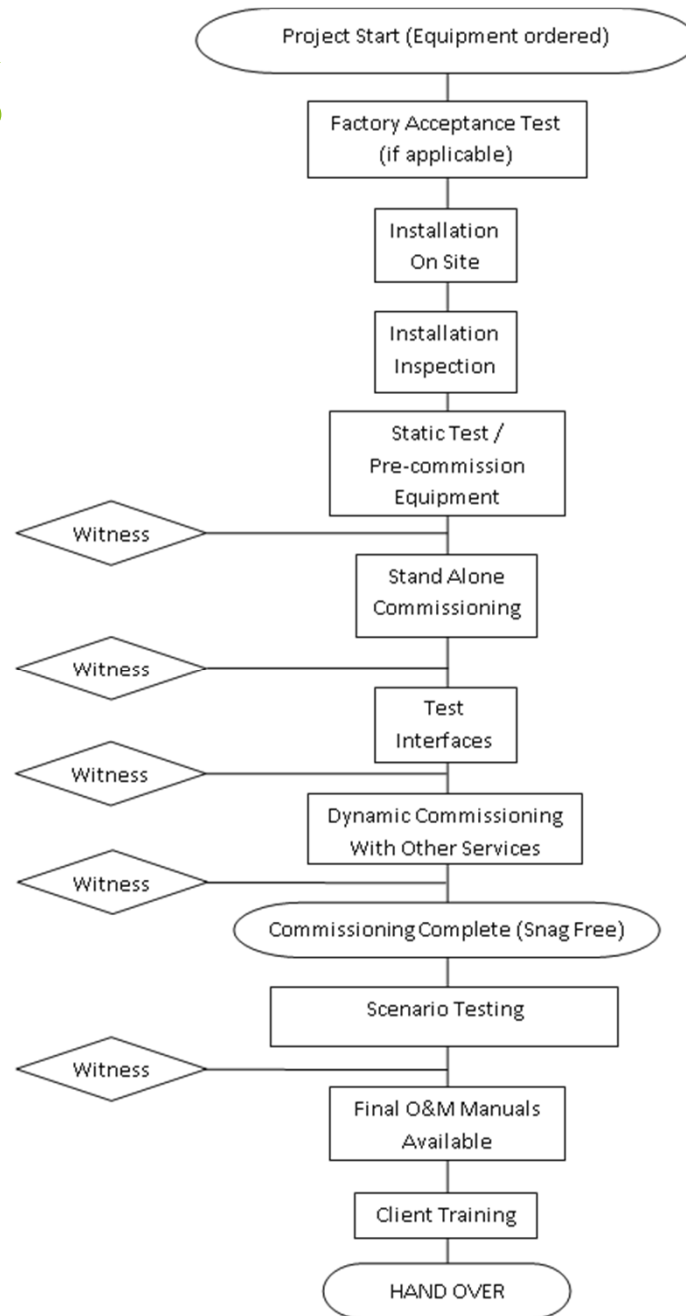 Project Start (Equipment ordered)
Factory Acceptance Test
(if applicable)
Installation
On Site
Installation
Inspection
Static Test /
Pre-commission
Equipment
Witness
Stand Alone
Commissioning
Witness
Test
Interfaces
Witness
Dynamic Commissioning
With Other Services
Witness
Commissioning Complete (Snag Free)
Scenario Testing
Witness
Final O&M Manuals
Available
Client Training
HAND OVER